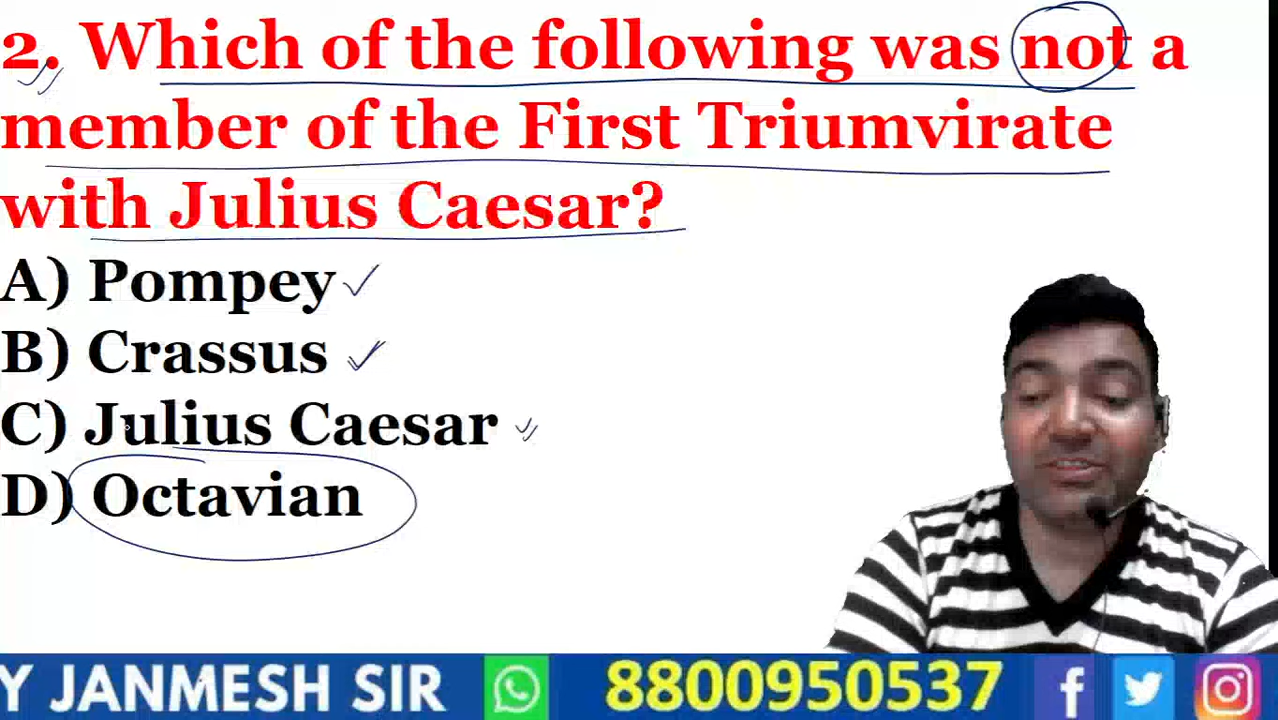 2. Which of the following was not a
member of the First Triumvirate
with Julius Caesar?
A) Pompey
B) Crassus
C) Julius Caesar
D) Octavian
Y JANMESH SIR 8800950537